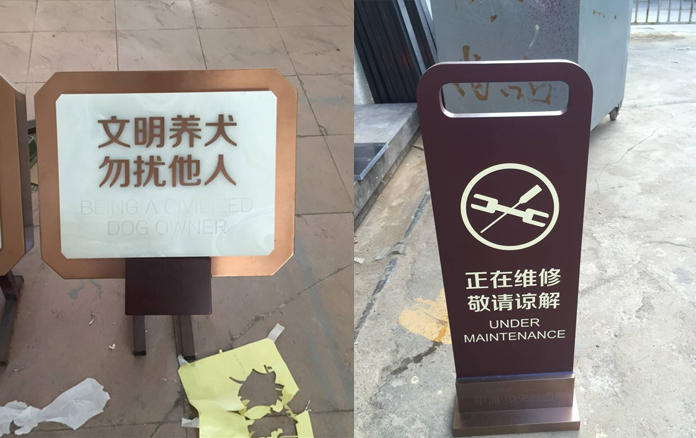 文明养犬
勿扰他人
BEING A CIVILIZED
DOG OWNER
正在维修
敬请谅解
UNDER
MAINTENANCE